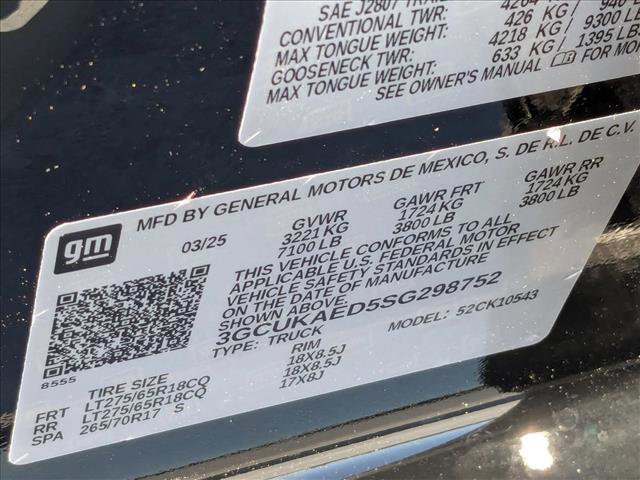 SAE J2807
CONVENTIONAL TWR:
MAX TONGUE WEIGHT: 426 KG / 940 LB
GOOSENECK TWR: 4218 KG / 9300 LB
MAX TONGUE WEIGHT: 633 KG / 1395 LB
SEE OWNER'S MANUAL FOR MO
gm
MFD BY GENERAL MOTORS DE MEXICO, S. DE R.L. DE C.V.
03/25 GVWR GAWR FRT GAWR RR
3221 KG 1724 KG 1724 KG
7100 LB 3800 LB 3800 LB
THIS VEHICLE CONFORMS TO ALL
APPLICABLE U.S. FEDERAL MOTOR
VEHICLE SAFETY STANDARDS IN EFFECT
ON THE DATE OF MANUFACTURE
SHOWN ABOVE.
3GCUKAED5SG298752
TYPE: TRUCK MODEL: 52CK10543
8555
TIRE SIZE RIM
FRT LT275/65R18CQ 18X8.5J
RR LT275/65R18CQ 18X8.5J
SPA 265/70R17 S 17X8J